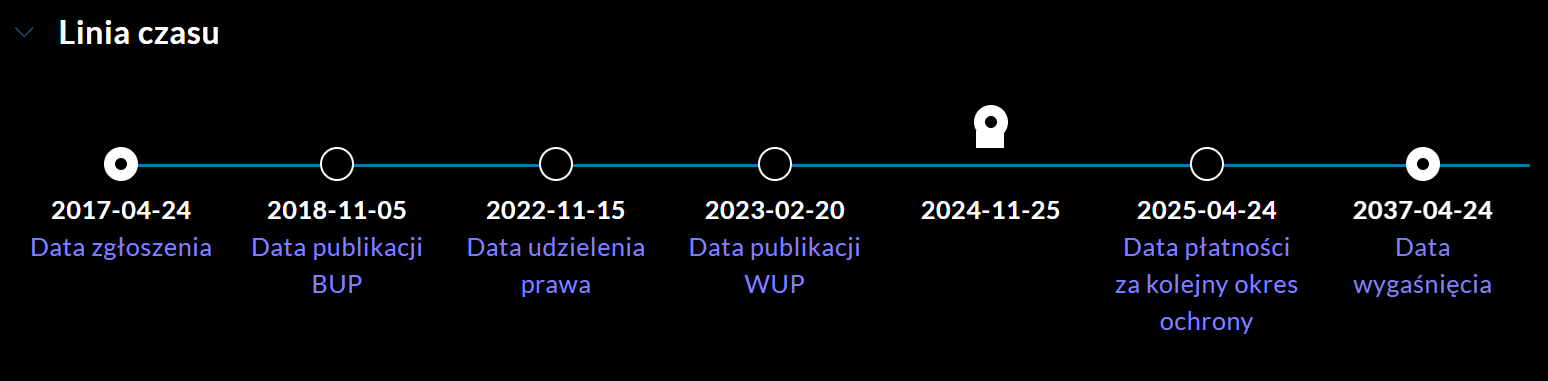 Linia czasu
2017-04-24
Data zgłoszenia
2018-11-05
Data publikacji
BUP
2022-11-15
Data udzielenia
prawa
2023-02-20
Data publikacji
WUP
2024-11-25
2025-04-24
Data płatności
za kolejny okres
ochrony
2037-04-24
Data
wygaśnięcia